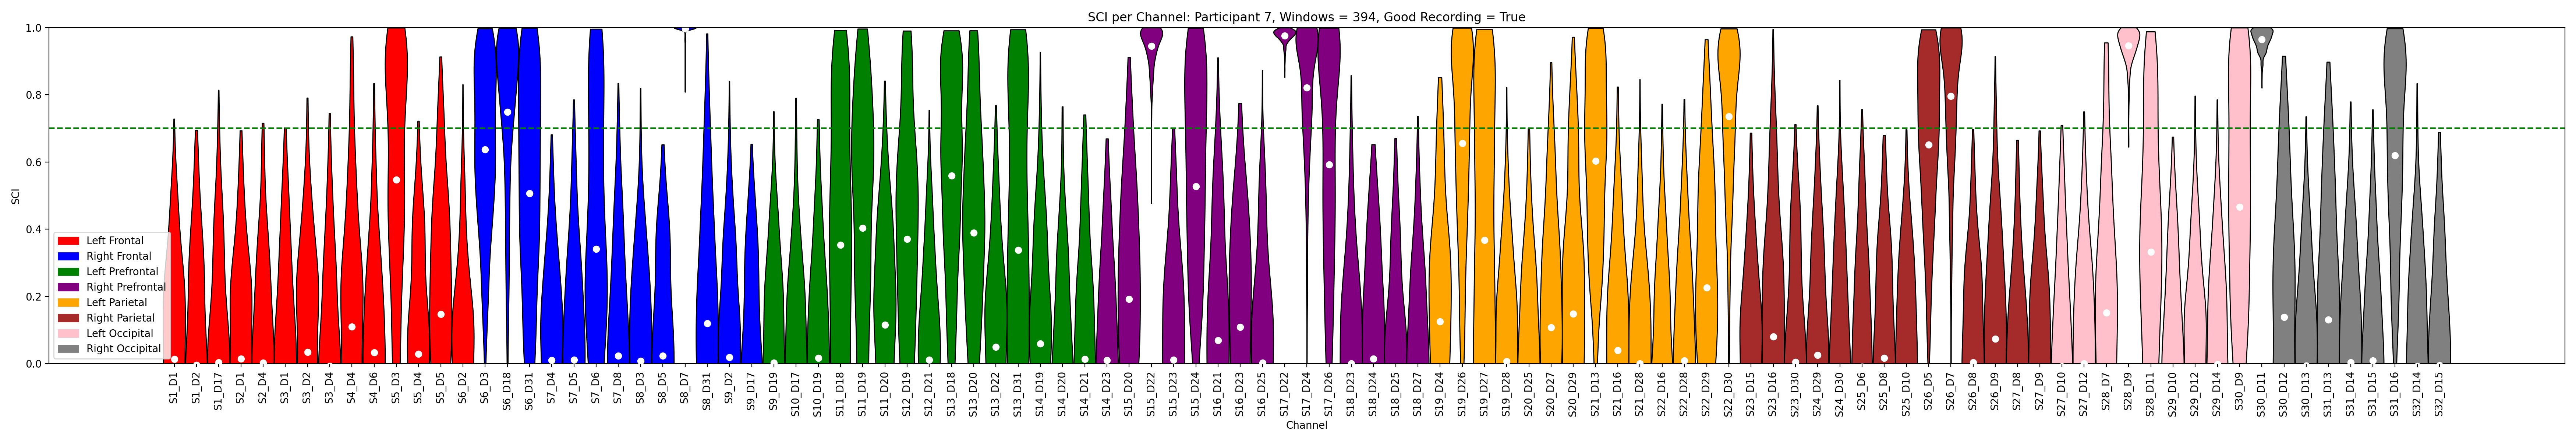 SCI per Channel: Participant 7, Windows = 394, Good Recording = True
SCI
1.0
0.8
0.6
0.4
0.2
0.0
Left Frontal
Right Frontal
Left Prefrontal
Right Prefrontal
Left Parietal
Right Parietal
Left Occipital
Right Occipital
S1_D1
S1_D2
S1_D17
S2_D1
S2_D4
S3_D1
S3_D2
S3_D4
S4_D4
S4_D6
S5_D3
S5_D4
S5_D5
S6_D2
S6_D3
S6_D18
S6_D31
S7_D4
S7_D5
S7_D6
S7_D8
S8_D3
S8_D5
S8_D7
S8_D31
S9_D2
S9_D17
S9_D19
S10_D17
S10_D19
S11_D18
S11_D19
S11_D20
S12_D19
S12_D21
S13_D18
S13_D20
S13_D22
S13_D31
S14_D19
S14_D20
S14_D21
S14_D23
S15_D20
S15_D22
S15_D23
S15_D24
S16_D21
S16_D23
S16_D25
S17_D22
S17_D24
S17_D26
S18_D23
S18_D25
S18_D27
S19_D24
S19_D26
S19_D27
S19_D28
S20_D25
S20_D27
S20_D29
S21_D13
S21_D16
S21_D28
S22_D16
S22_D28
S22_D29
S22_D30
S23_D15
S23_D16
S23_D30
S24_D29
S24_D30
S25_D6
S25_D8
S25_D10
S26_D5
S26_D7
S26_D8
S26_D9
S27_D8
S27_D9
S27_D10
S27_D12
S28_D7
S28_D9
S28_D11
S29_D10
S29_D12
S29_D14
S30_D9
S30_D11
S30_D12
S30_D13
S31_D13
S31_D14
S31_D15
S31_D16
S32_D14
S32_D15
Channel